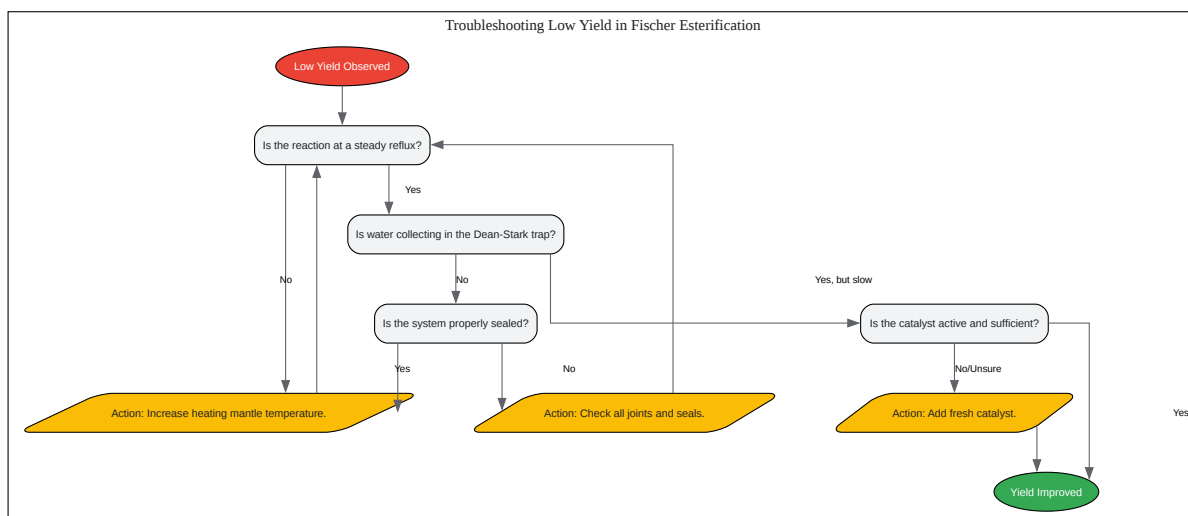 Troubleshooting Low Yield in Fischer Esterification
Low Yield Observed
Is the reaction at a steady reflux?
Yes
Is water collecting in the Dean-Stark trap?
No
No
Yes, but slow
Is the system properly sealed?
Is the catalyst active and sufficient?
Yes
No
No/Unsure
Action: Increase heating mantle temperature.
Action: Check all joints and seals.
Action: Add fresh catalyst.
Yes
Yield Improved